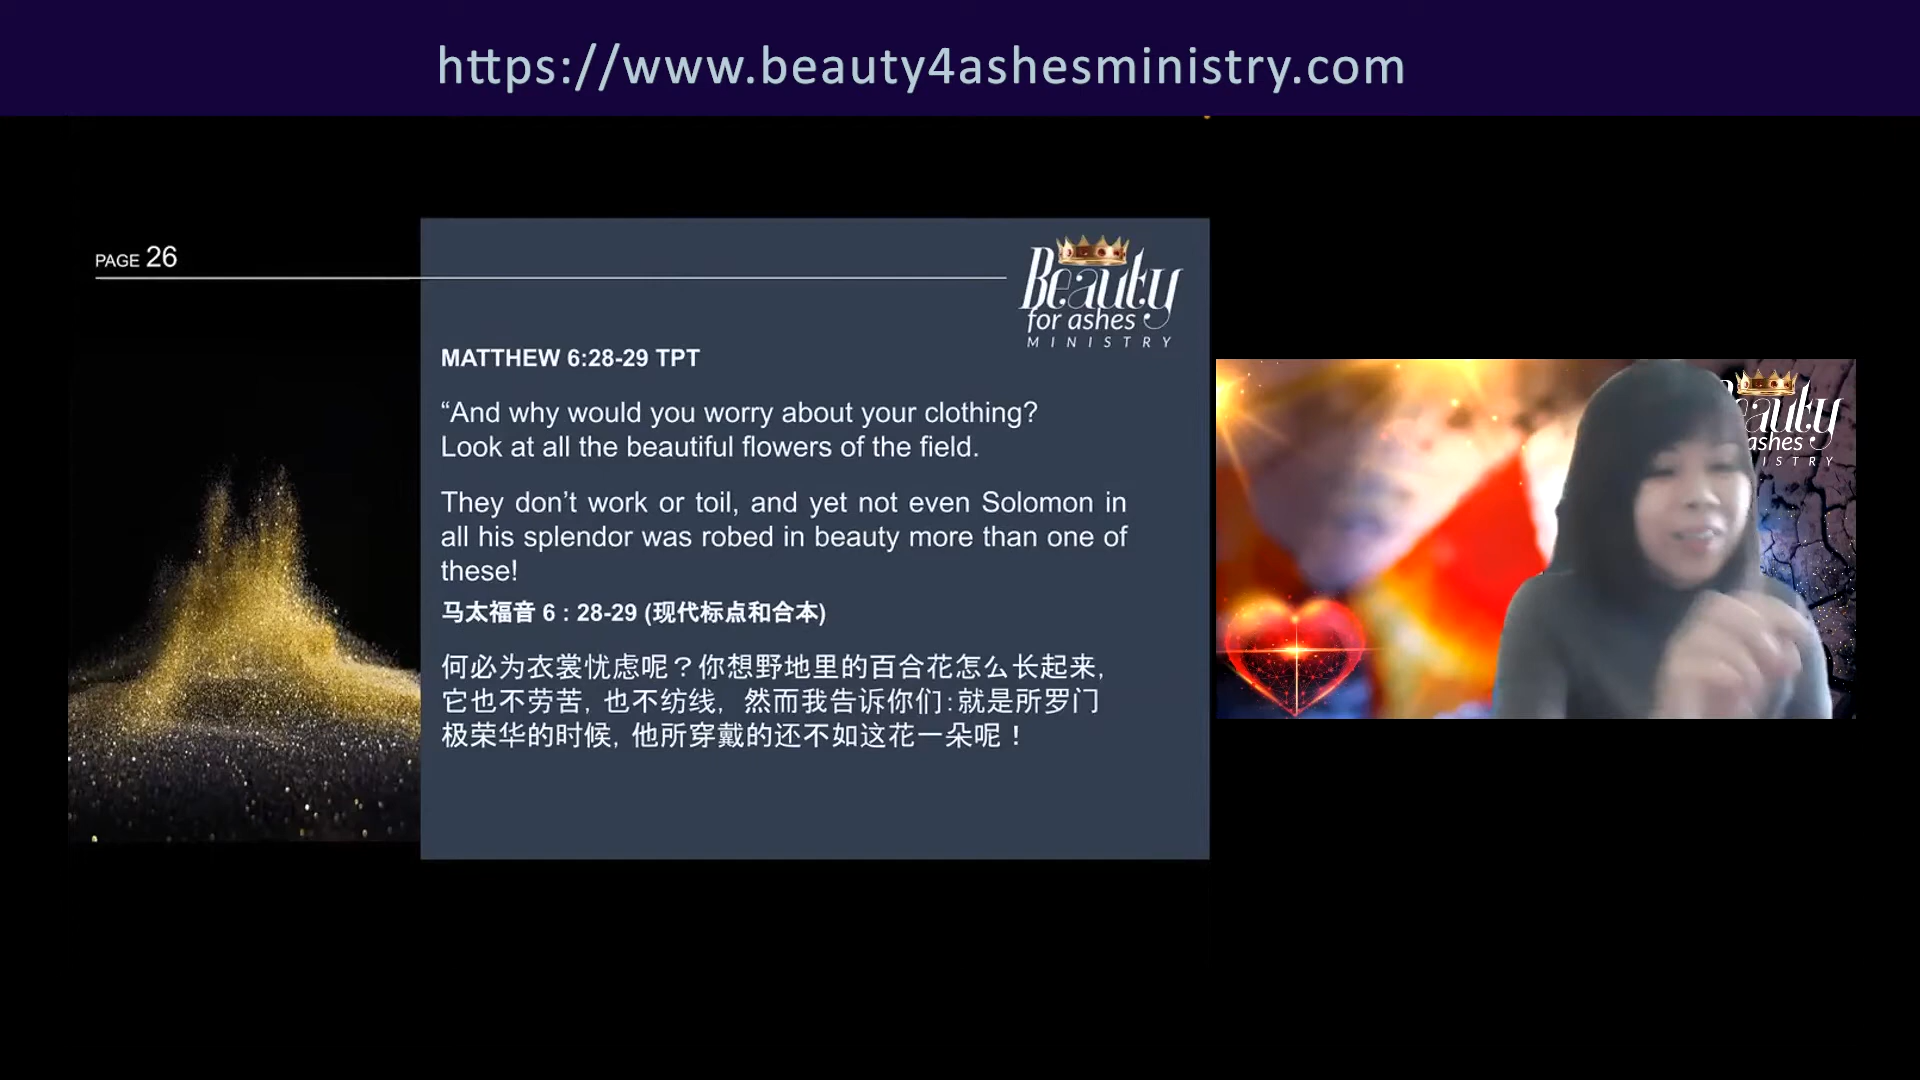 https://www.beauty4ashesministry.com
PAGE 26
Beauty
for ashes
MINISTRY
MATTHEW 6:28-29 TPT
“And why would you worry about your clothing?
Look at all the beautiful flowers of the field.
They don’t work or toil, and yet not even Solomon in
all his splendor was robed in beauty more than one of
these!
马太福音 6 : 28-29 (现代标点和合本)
何必为衣裳忧虑呢？你想野地里的百合花怎么长起来,
它也不劳苦, 也不纺线, 然而我告诉你们:就是所罗门
极荣华的时候, 他所穿戴的还不如这花一朵呢！
auty
ashes
ISTRY